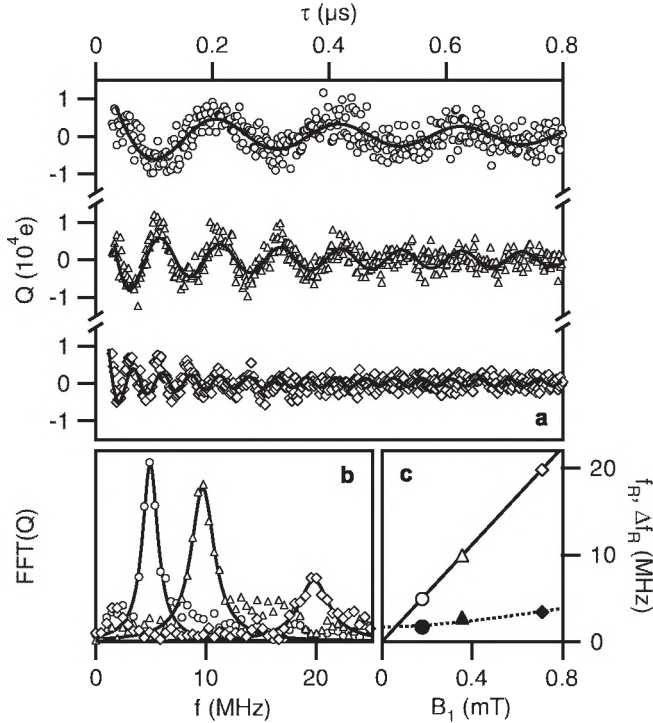 τ (µs)
0 0.2 0.4 0.6 0.8
1
0
-1
1
0
-1
1
0
-1
Q (10⁴e)
a
b
c
FFT(Q)
0 10 20
f (MHz)
0 0.4 0.8
B₁ (mT)
20
10
0
f_R, Δf_R
(MHz)